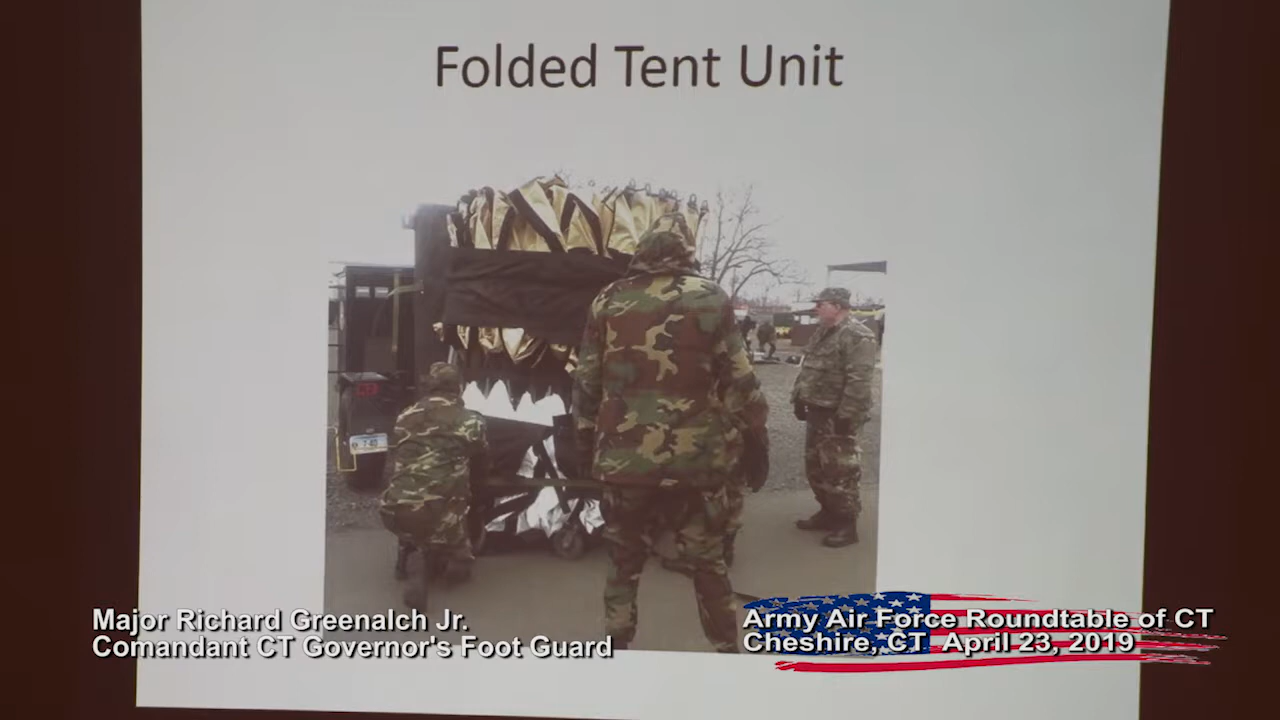 Folded Tent Unit
Major Richard Greenalch Jr.
Comandant CT Governor's Foot Guard
Army Air Force Roundtable of CT
Cheshire, CT April 23, 2019